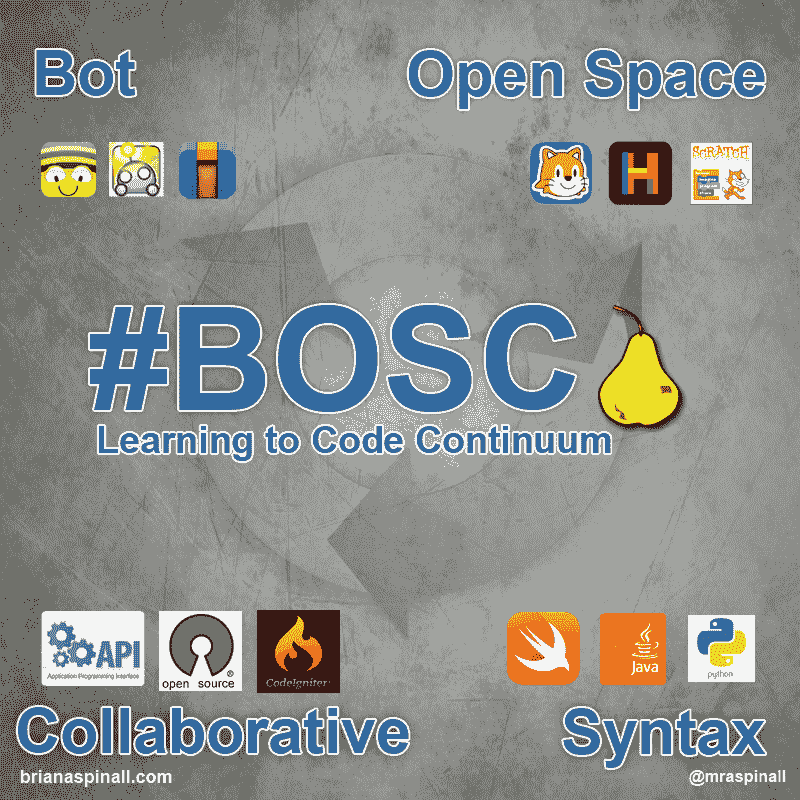 Bot
Open Space
H
SCRATCH
#BOSC
Learning to Code Continuum
API
Application Programming Interface
open source
®
CodeIgniter
Java
python
Collaborative
Syntax
brianaspinall.com
@mraspinall